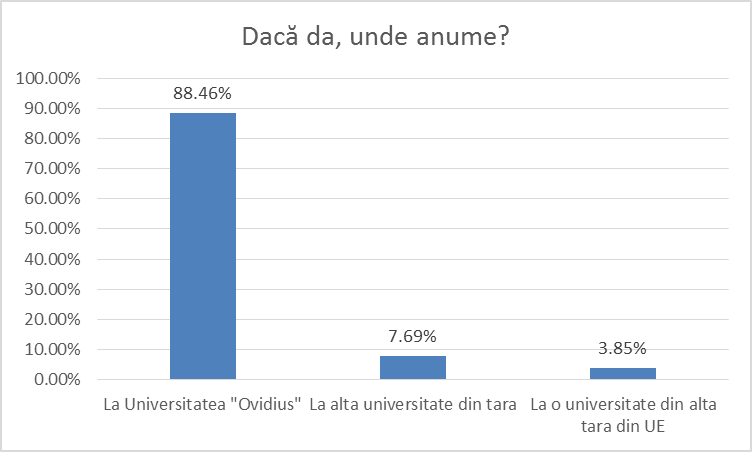 Dacă da, unde anume?
100.00%
90.00%
80.00%
70.00%
60.00%
50.00%
40.00%
30.00%
20.00%
10.00%
0.00%
88.46%
7.69%
3.85%
La Universitatea "Ovidius"
La alta universitate din tara
La o universitate din alta
tara din UE